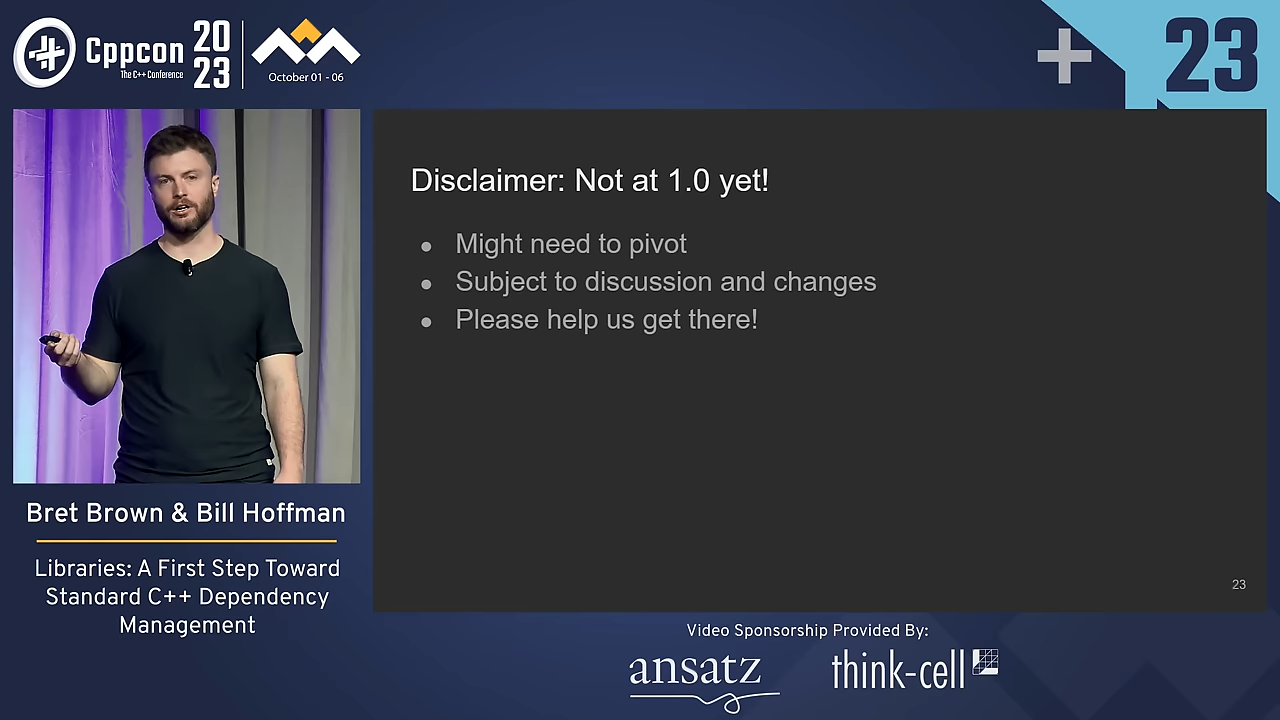 Cppcon
The C++ Conference
20
23
October 01 - 06
23
Disclaimer: Not at 1.0 yet!
● Might need to pivot
● Subject to discussion and changes
● Please help us get there!
23
Bret Brown & Bill Hoffman
Libraries: A First Step Toward
Standard C++ Dependency
Management
Video Sponsorship Provided By:
ansatz
think-cell